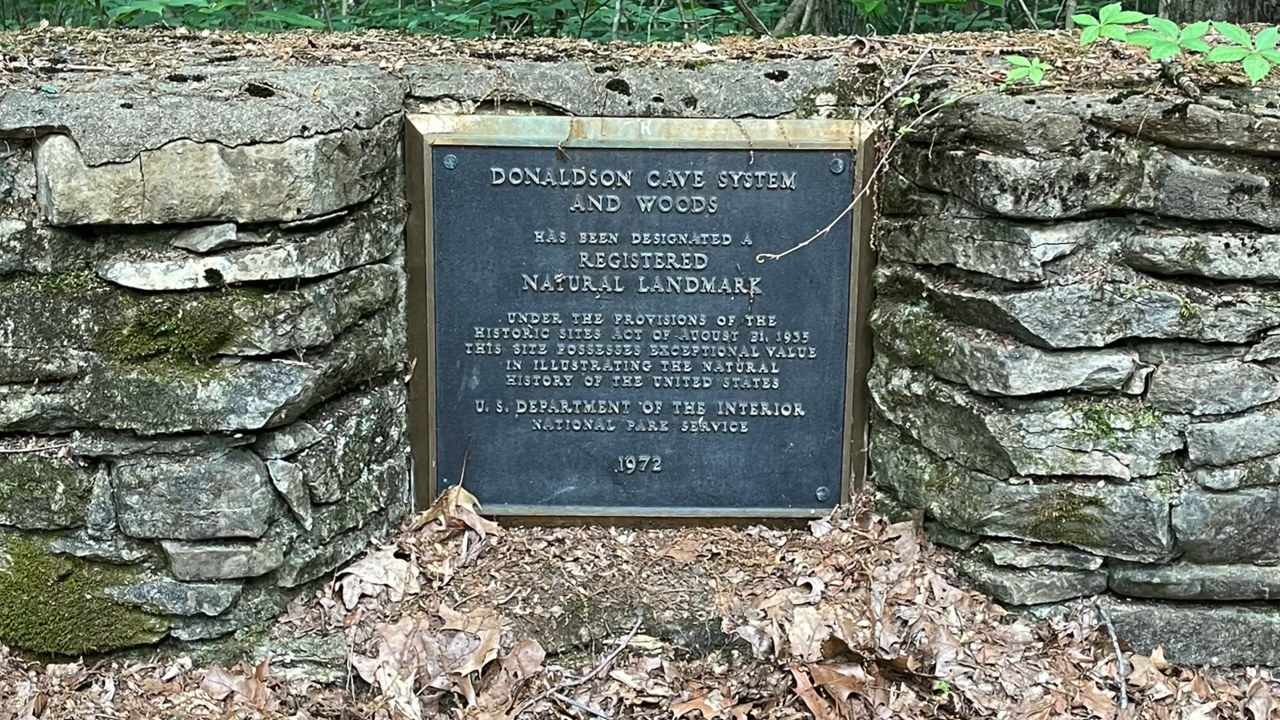 DONALDSON CAVE SYSTEM
AND WOODS
HAS BEEN DESIGNATED A
REGISTERED
NATURAL LANDMARK
UNDER THE PROVISIONS OF THE
HISTORIC SITES ACT OF AUGUST 21, 1935
THIS SITE POSSESSES EXCEPTIONAL VALUE
IN ILLUSTRATING THE NATURAL
HISTORY OF THE UNITED STATES
U. S. DEPARTMENT OF THE INTERIOR
NATIONAL PARK SERVICE
1972